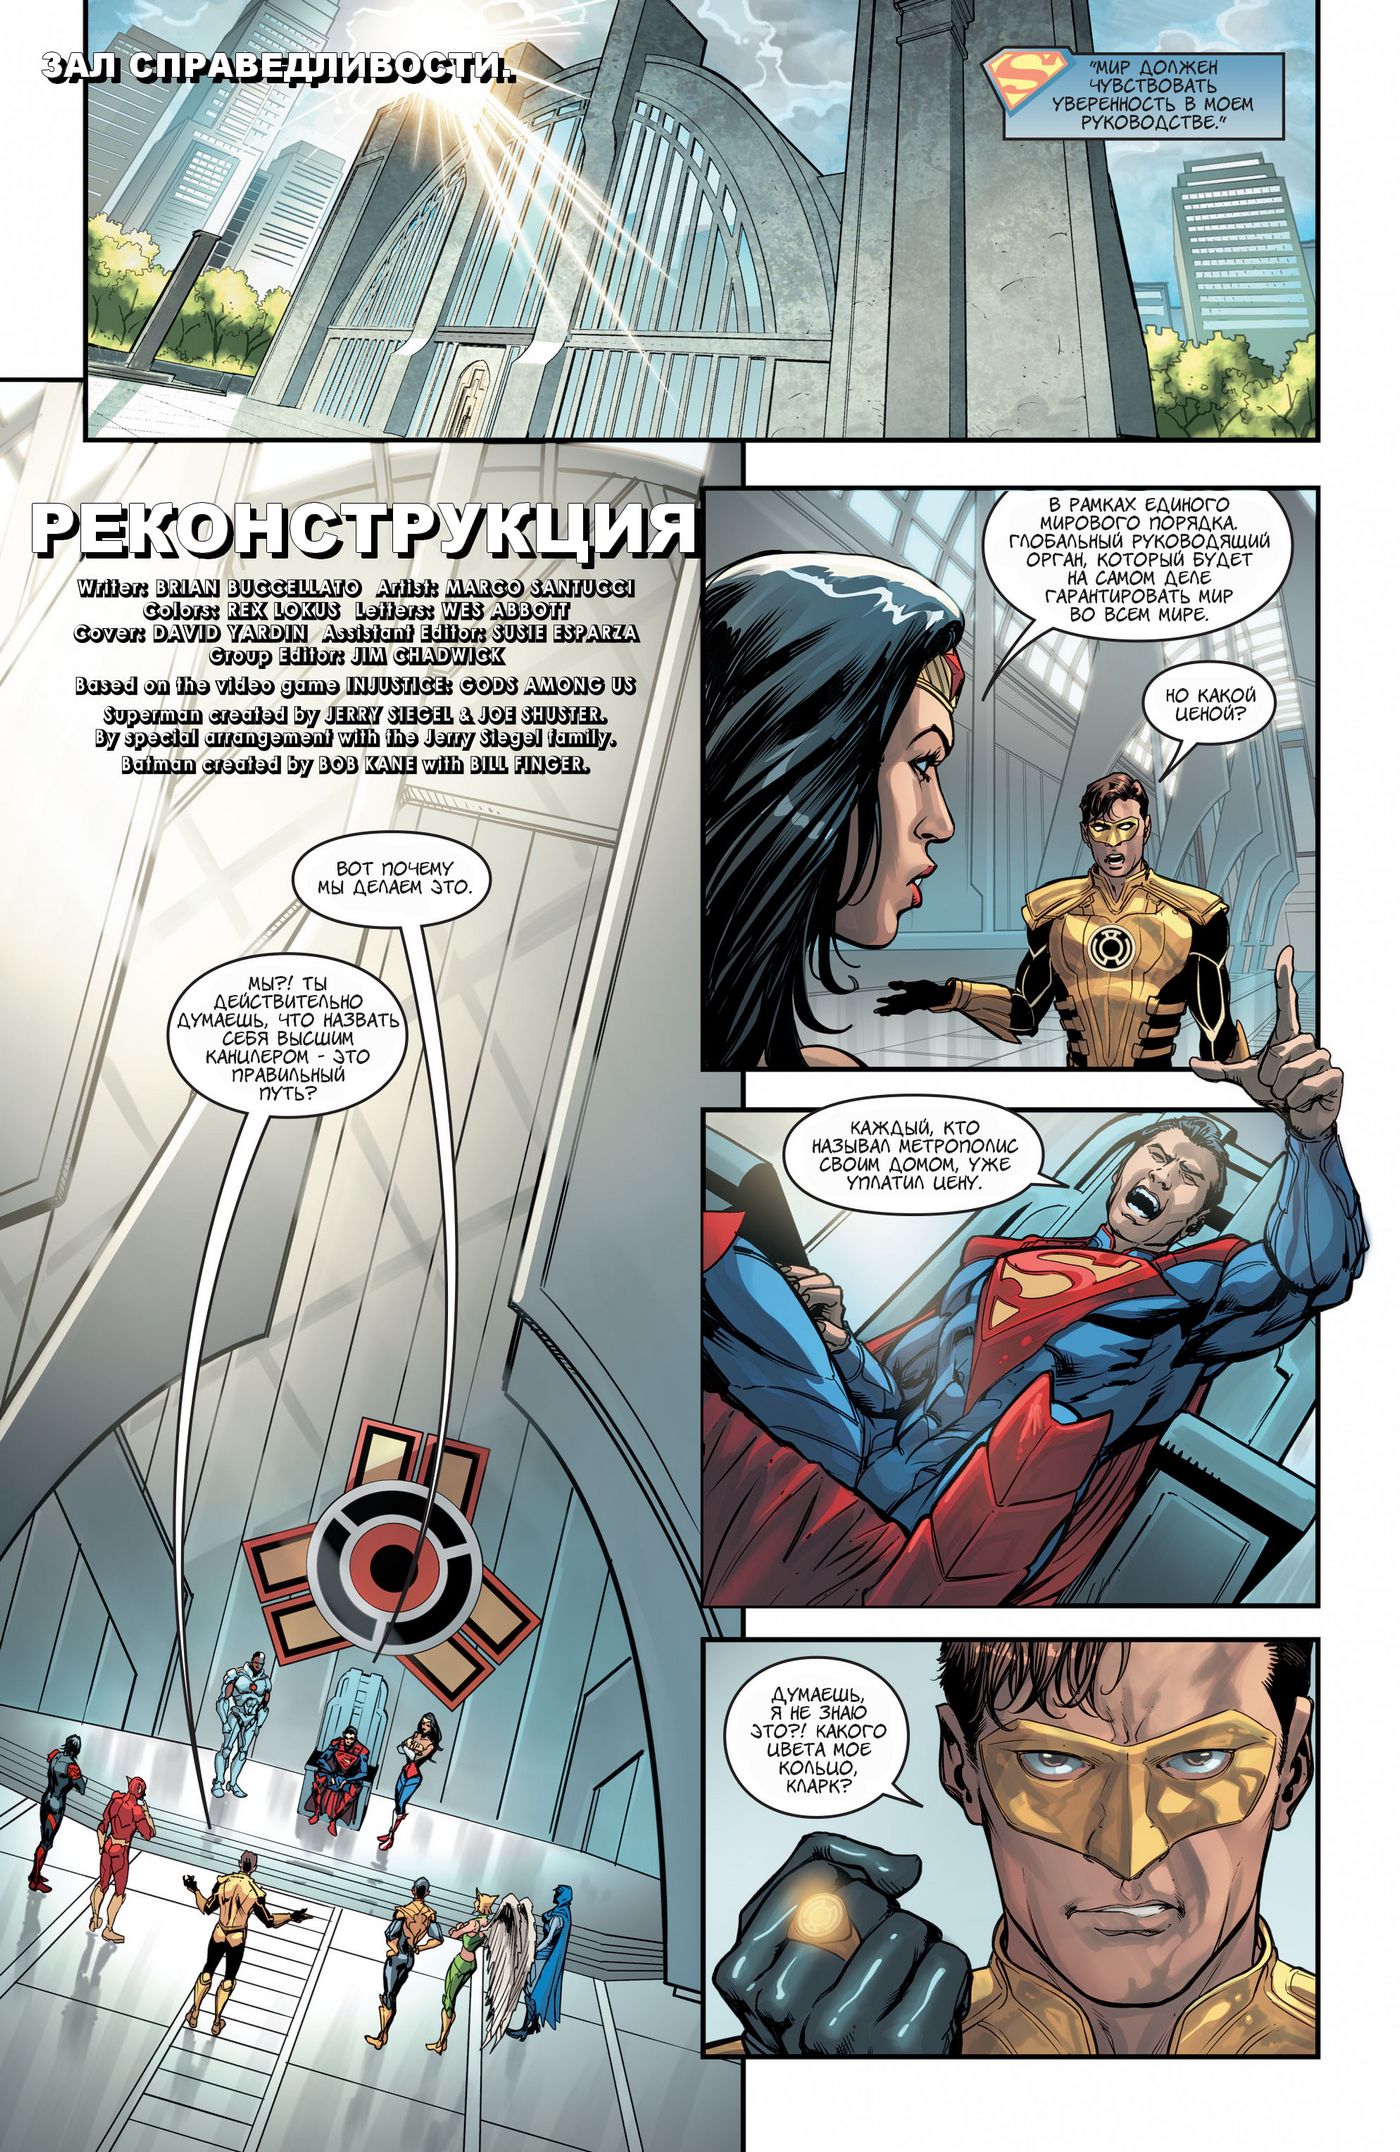 ЗАЛ СПРАВЕДЛИВОСТИ.
"МИР ДОЛЖЕН
ЧУВСТВОВАТЬ
УВЕРЕННОСТЬ В МОЕМ
РУКОВОДСТВЕ."
РЕКОНСТРУКЦИЯ
Writer: BRIAN BUCCELLATO Artist: MARCO SANTUCCI
Colors: REX LOKUS Letters: WES ABBOTT
Cover: DAVID YARDIN Assistant Editor: SUSIE ESPARZA
Group Editor: JIM CHADWICK
Based on the video game INJUSTICE: GODS AMONG US
Superman created by JERRY SIEGEL & JOE SHUSTER.
By special arrangement with the Jerry Siegel family.
Batman created by BOB KANE with BILL FINGER.
ВОТ ПОЧЕМУ
МЫ ДЕЛАЕМ ЭТО.
МЫ?! ТЫ
ДЕЙСТВИТЕЛЬНО
ДУМАЕШЬ, ЧТО НАЗВАТЬ
СЕБЯ ВЫСШИМ
КАНЦЛЕРОМ - ЭТО
ПРАВИЛЬНЫЙ
ПУТЬ?
В РАМКАХ ЕДИНОГО
МИРОВОГО ПОРЯДКА.
ГЛОБАЛЬНЫЙ РУКОВОДЯЩИЙ
ОРГАН, КОТОРЫЙ БУДЕТ
НА САМОМ ДЕЛЕ
ГАРАНТИРОВАТЬ МИР
ВО ВСЕМ МИРЕ.
НО КАКОЙ
ЦЕНОЙ?
КАЖДЫЙ, КТО
НАЗЫВАЛ МЕТРОПОЛИС
СВОИМ ДОМОМ, УЖЕ
УПЛАТИЛ ЦЕНУ.
ДУМАЕШЬ,
Я НЕ ЗНАЮ
ЭТО?! КАКОГО
ЦВЕТА МОЕ
КОЛЬЦО,
КЛАРК?